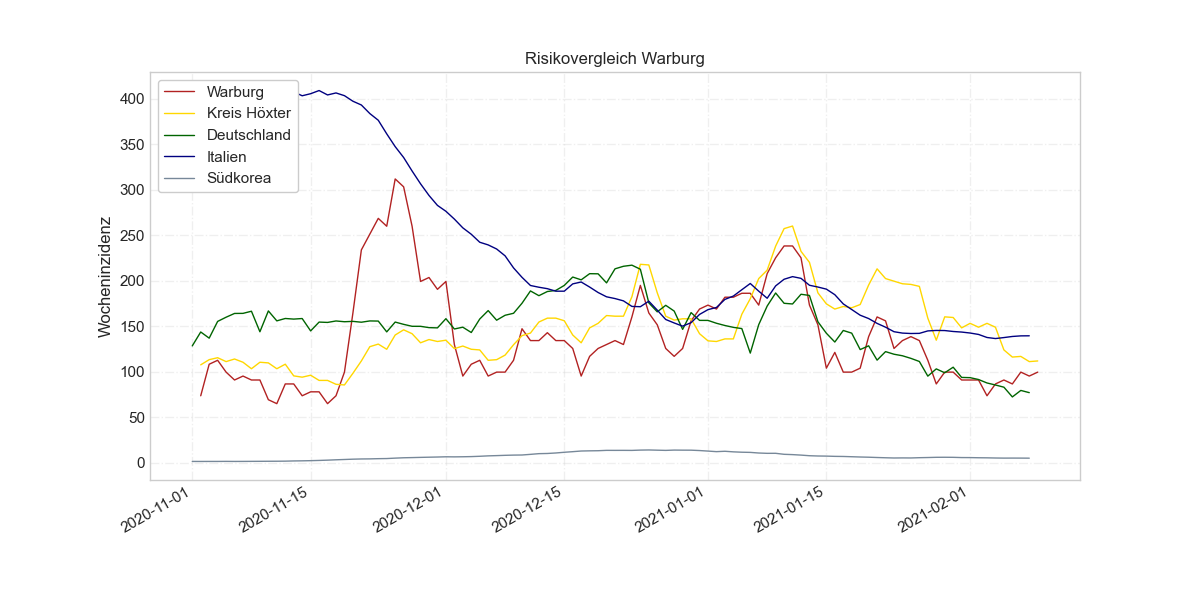 Risikovergleich Warburg
Wocheninzidenz
400
350
300
250
200
150
100
50
0
Warburg
Kreis Höxter
Deutschland
Italien
Südkorea
2020-11-01
2020-11-15
2020-12-01
2020-12-15
2021-01-01
2021-01-15
2021-02-01